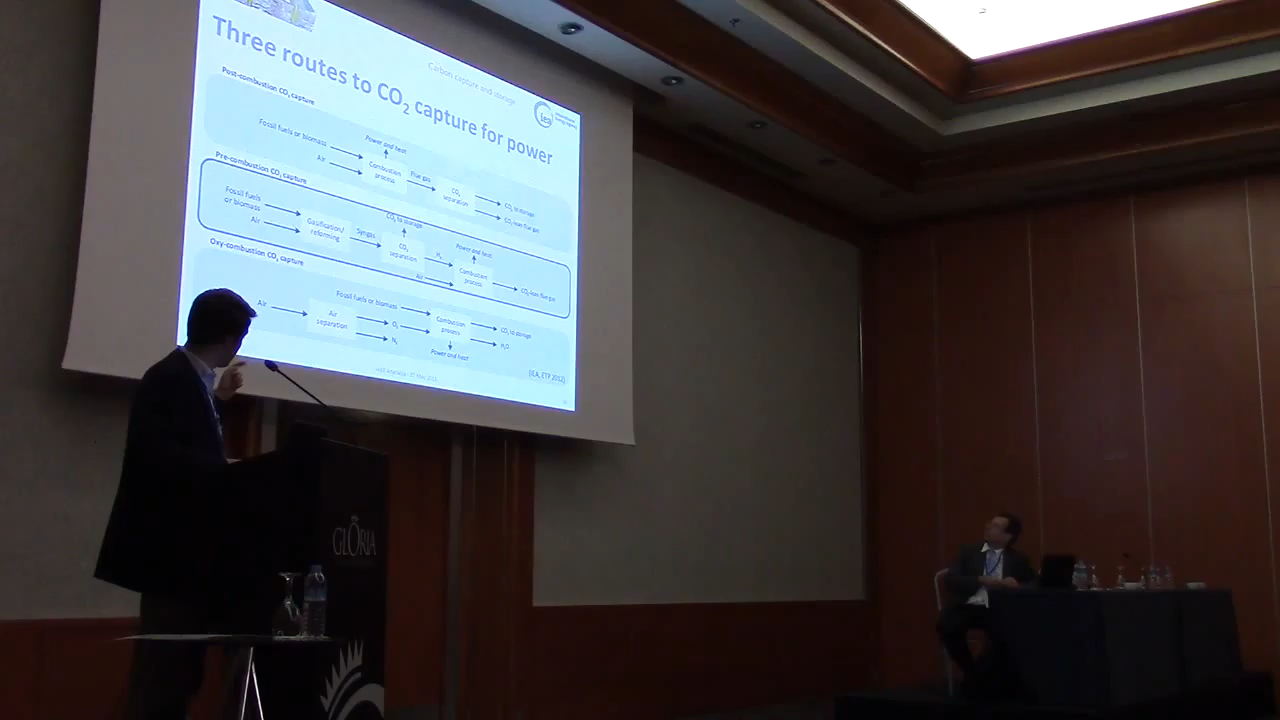 Carbon capture and storage
Three routes to CO₂ capture for power
iea
International
Energy Agency
Post-combustion CO₂ capture
Fossil fuels or biomass
Air
Power and heat
Combustion
process
Flue gas
CO₂
separation
CO₂ to storage
CO₂-lean flue gas
Pre-combustion CO₂ capture
Fossil fuels
or biomass
Air
Gasification/
reforming
Syngas
CO₂ to storage
CO₂
separation
H₂
Air
Power and heat
Combustion
process
CO₂-lean flue gas
Oxy-combustion CO₂ capture
Air
Air
separation
Fossil fuels or biomass
O₂
N₂
Combustion
process
Power and heat
CO₂ to storage
H₂O
(IEA, ETP 2012)
GLORIA